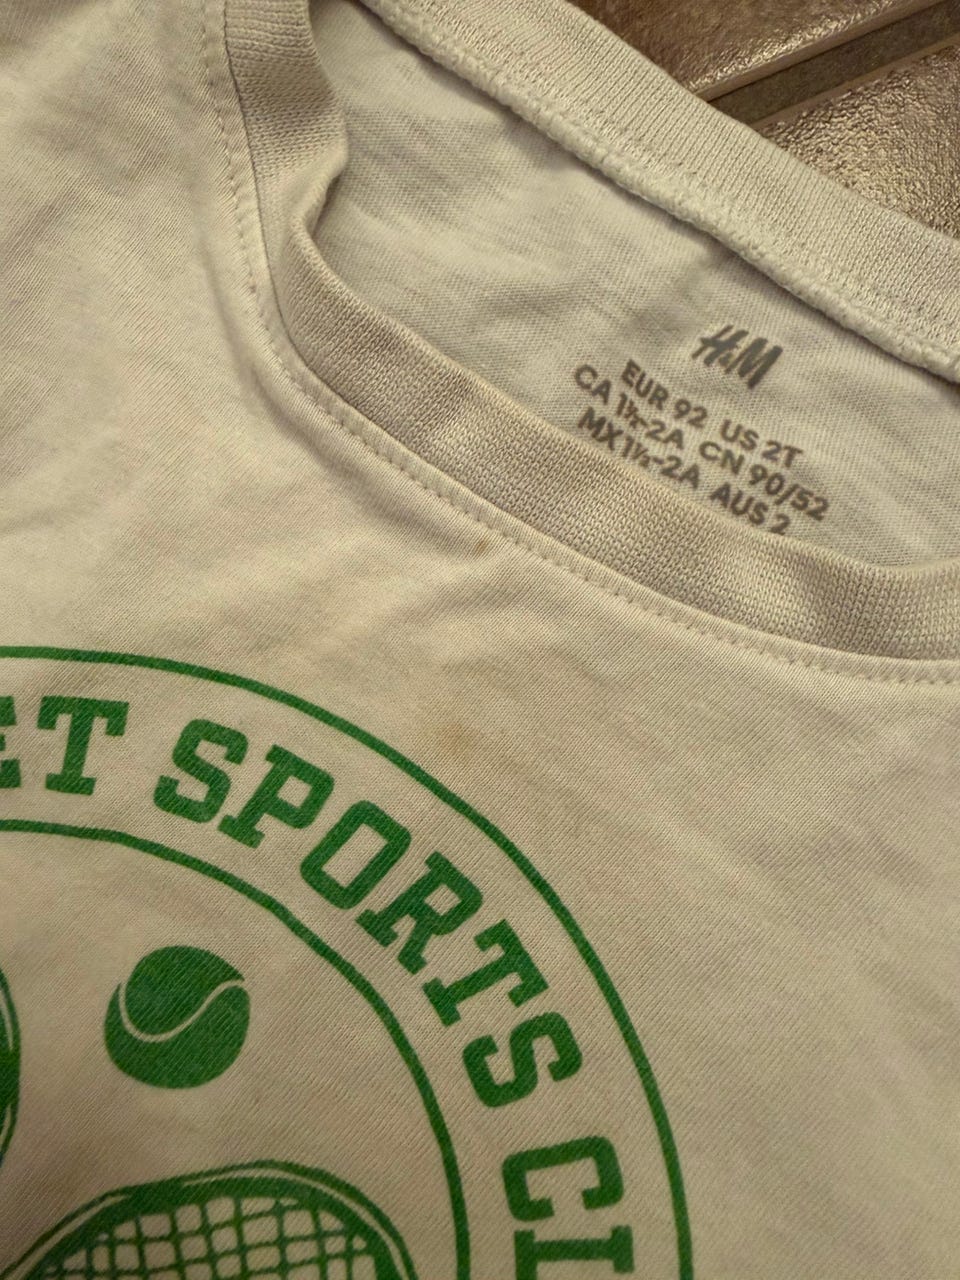 H&M
EUR 92 US 2T
CA 1½-2A CN 90/52
MX 1½-2A AUS 2
ET SPORTS CL